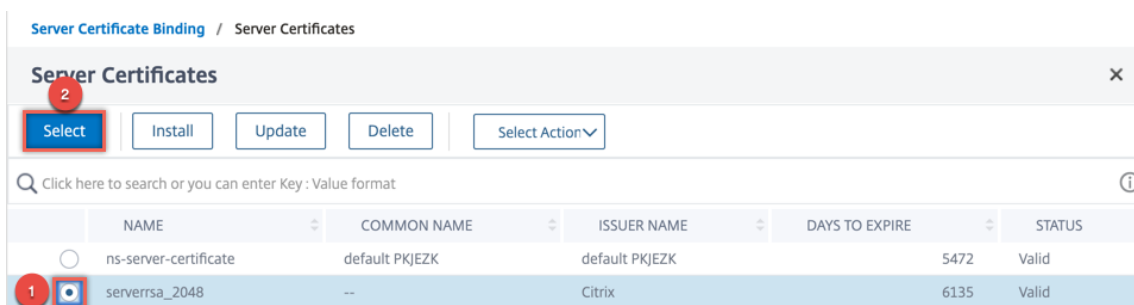 Server Certificate Binding / Server Certificates
Server Certificates
2
Select Install Update Delete Select Action
Click here to search or you can enter Key : Value format
NAME COMMON NAME ISSUER NAME DAYS TO EXPIRE STATUS
ns-server-certificate default PKJEZK default PKJEZK 5472 Valid
1 serverrsa_2048 -- Citrix 6135 Valid